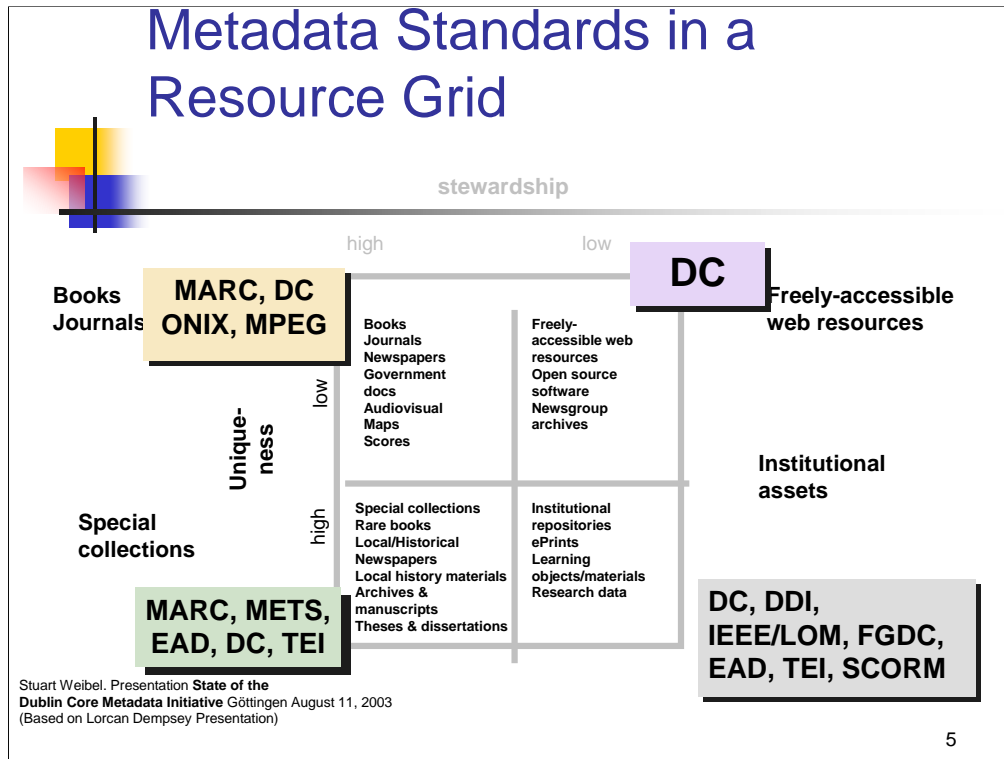 Metadata Standards in a
Resource Grid
stewardship
high
low
Books
Journals
MARC, DC
ONIX, MPEG
DC
Freely-accessible
web resources
Books
Journals
Newspapers
Government
docs
Audiovisual
Maps
Scores
Freely-
accessible web
resources
Open source
software
Newsgroup
archives
low
Unique-
ness
high
Institutional
assets
Special
collections
Special collections
Rare books
Local/Historical
Newspapers
Local history materials
Archives &
manuscripts
Theses & dissertations
Institutional
repositories
ePrints
Learning
objects/materials
Research data
MARC, METS,
EAD, DC, TEI
DC, DDI,
IEEE/LOM, FGDC,
EAD, TEI, SCORM
Stuart Weibel. Presentation State of the
Dublin Core Metadata Initiative Göttingen August 11, 2003
(Based on Lorcan Dempsey Presentation)
5